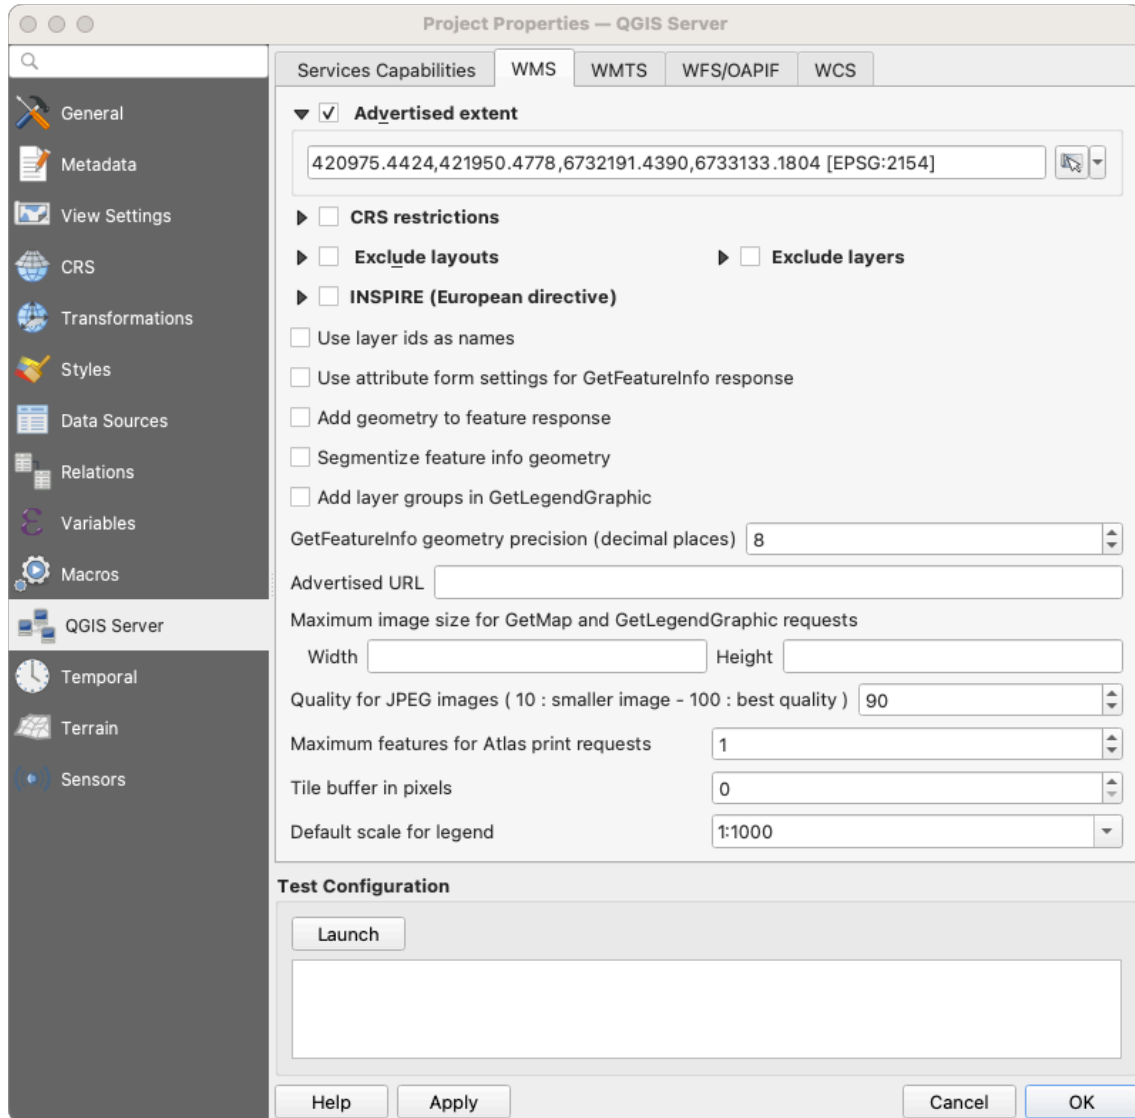 Project Properties — QGIS Server
General
Metadata
View Settings
CRS
Transformations
Styles
Data Sources
Relations
Variables
Macros
QGIS Server
Temporal
Terrain
Sensors
Services Capabilities WMS WMTS WFS/OAPIF WCS
Advertised extent
420975.4424,421950.4778,6732191.4390,6733133.1804 [EPSG:2154]
CRS restrictions
Exclude layouts Exclude layers
INSPIRE (European directive)
Use layer ids as names
Use attribute form settings for GetFeatureInfo response
Add geometry to feature response
Segmentize feature info geometry
Add layer groups in GetLegendGraphic
GetFeatureInfo geometry precision (decimal places) 8
Advertised URL
Maximum image size for GetMap and GetLegendGraphic requests
Width Height
Quality for JPEG images ( 10 : smaller image - 100 : best quality ) 90
Maximum features for Atlas print requests 1
Tile buffer in pixels 0
Default scale for legend 1:1000
Test Configuration
Launch
Help Apply Cancel OK